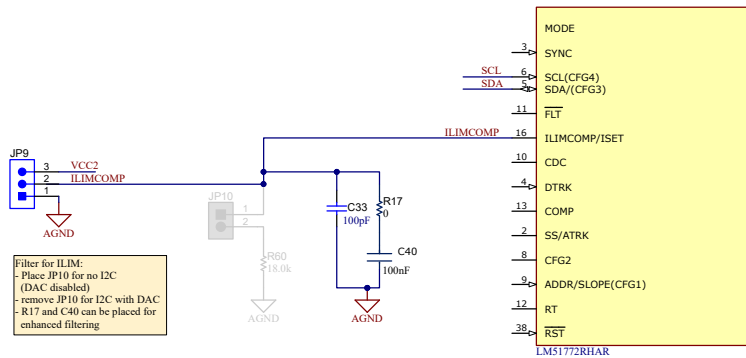 MODE
3 SYNC
SCL 6 SCL(CFG4)
SDA 5 SDA/(CFG3)
11 FLT
ILIMCOMP 16 ILIMCOMP/ISET
10 CDC
4 DTRK
13 COMP
2 SS/ATRK
8 CFG2
9 ADDR/SLOPE(CFG1)
12 RT
38 RST
LM51772RHAR
JP9
3 VCC2
2 ILIMCOMP
1
AGND
JP10
1
2
R60
18.0k
AGND
C33
100pF
R17
0
C40
100nF
AGND
Filter for ILIM:
- Place JP10 for no I2C
(DAC disabled)
- remove JP10 for I2C with DAC
- R17 and C40 can be placed for
enhanced filtering